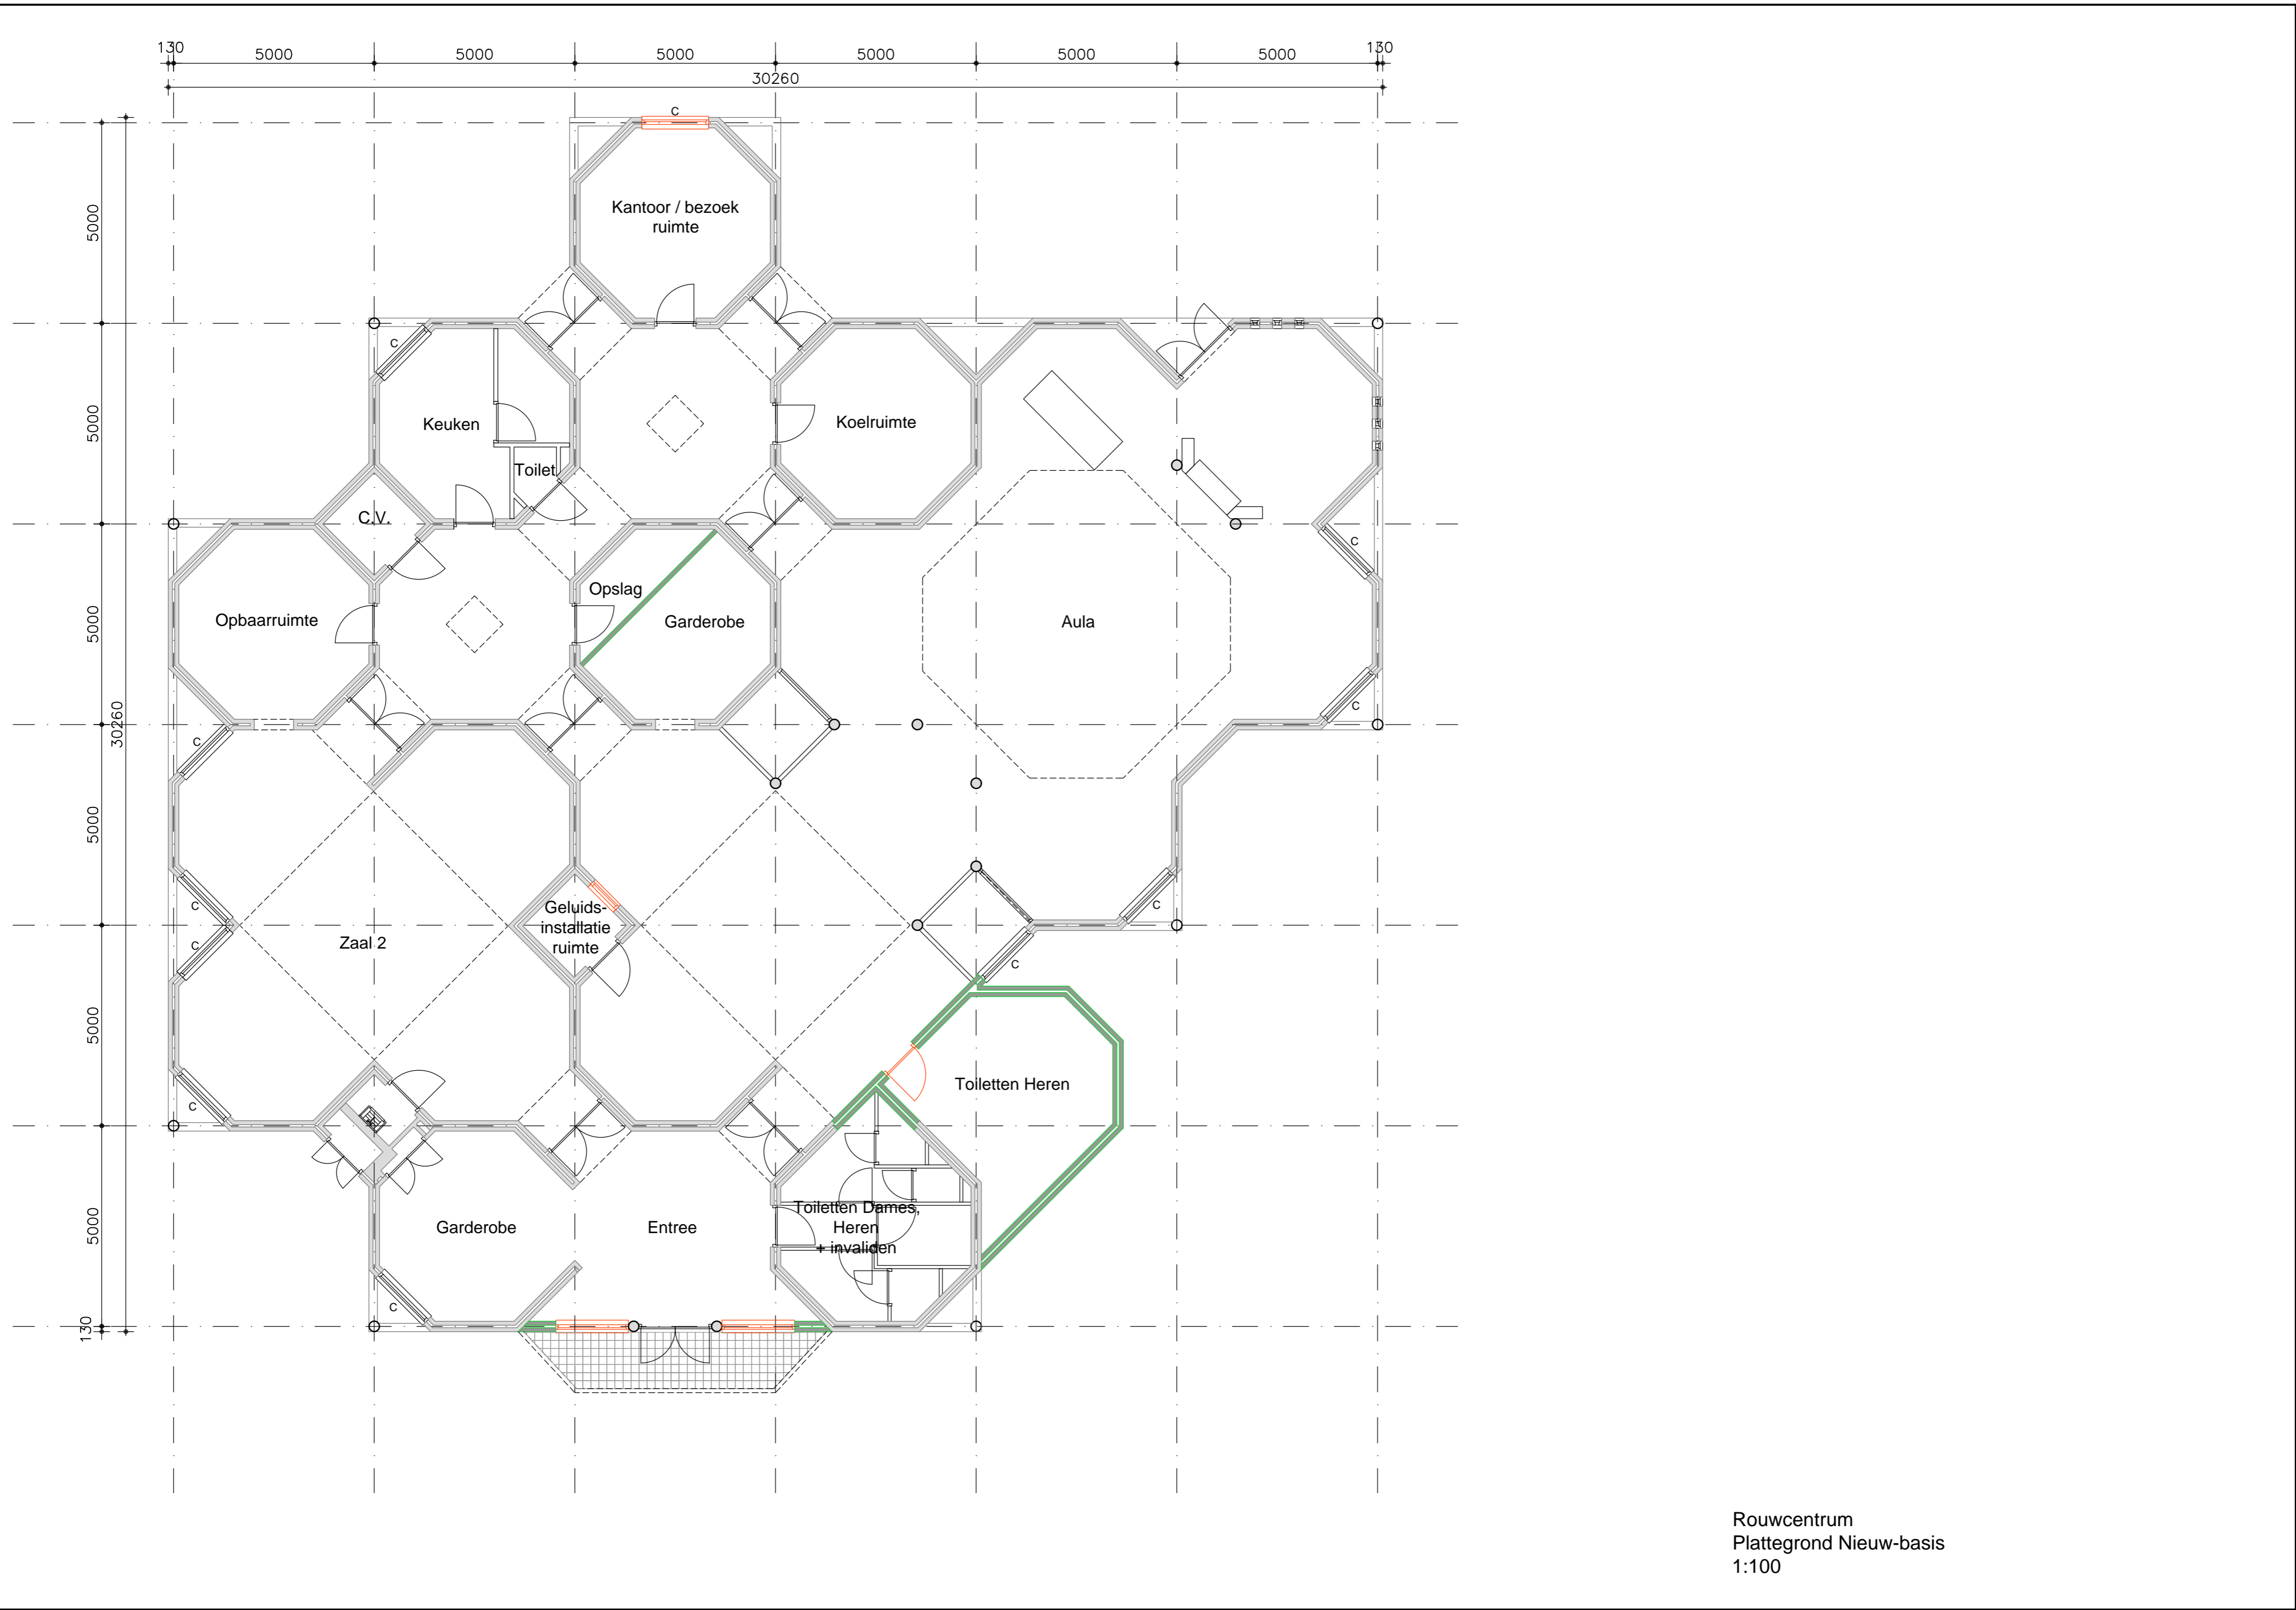 130
5000
5000
5000
5000
5000
5000
130
30260
C
Kantoor / bezoek
ruimte
5000
C
Keuken
Koelruimte
5000
Toilet
C.V.
C
Opslag
Opbaarruimte
Garderobe
Aula
5000
30260
C
C
5000
C
C
Geluids-
installatie
ruimte
Zaal 2
C
C
5000
Toiletten Heren
C
5000
Toiletten Dames,
Heren
+ invaliden
Garderobe
Entree
C
130
Rouwcentrum
Plattegrond Nieuw-basis
1:100